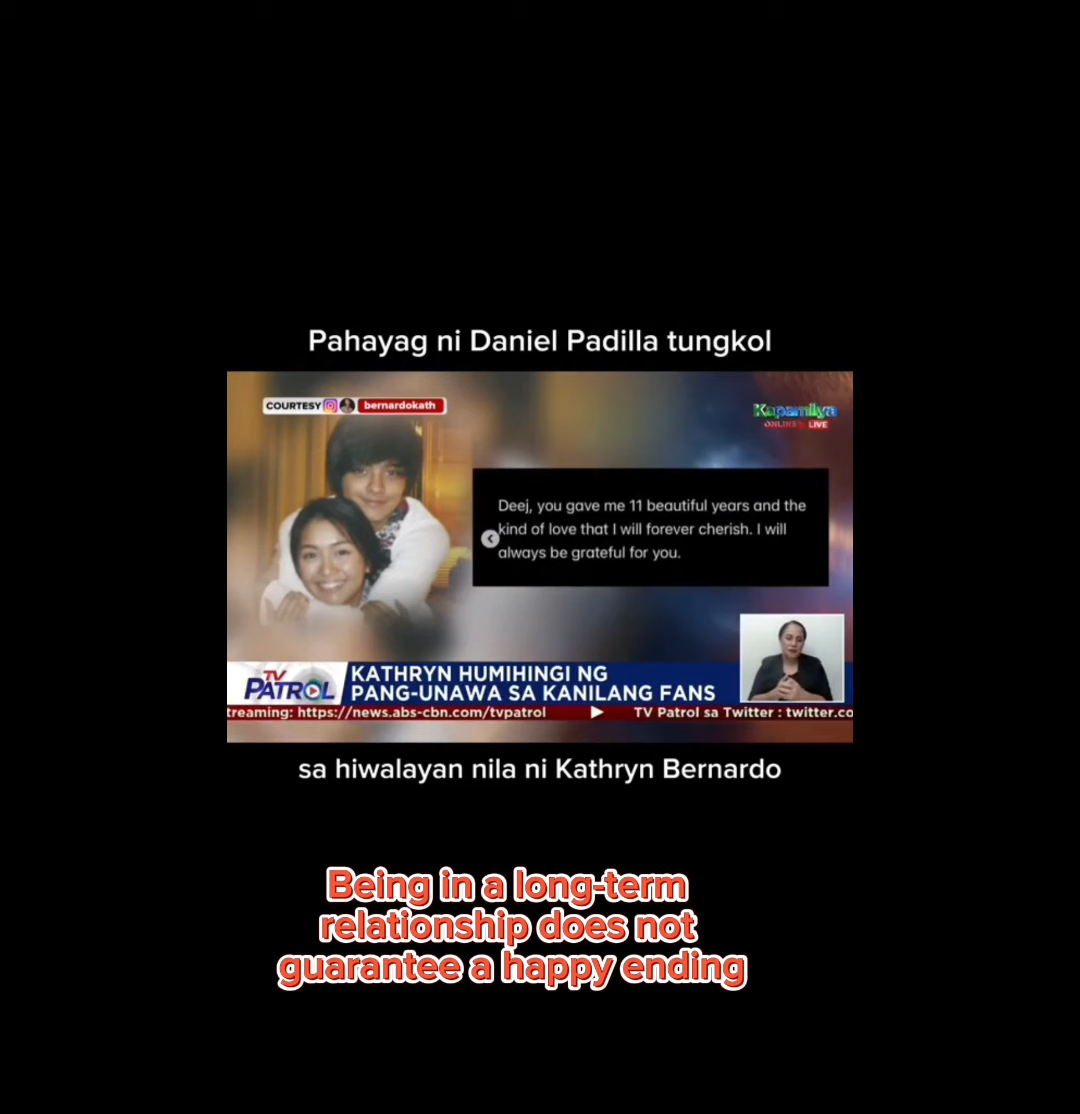 Pahayag ni Daniel Padilla tungkol
COURTESY bernardokath
Kapamilya
ONLINE LIVE
Deej, you gave me 11 beautiful years and the
kind of love that I will forever cherish. I will
always be grateful for you.
TV
PATROL
KATHRYN HUMIHINGI NG
PANG-UNAWA SA KANILANG FANS
treaming: https://news.abs-cbn.com/tvpatrol TV Patrol sa Twitter : twitter.co
sa hiwalayan nila ni Kathryn Bernardo
Being in a long-term
relationship does not
guarantee a happy ending